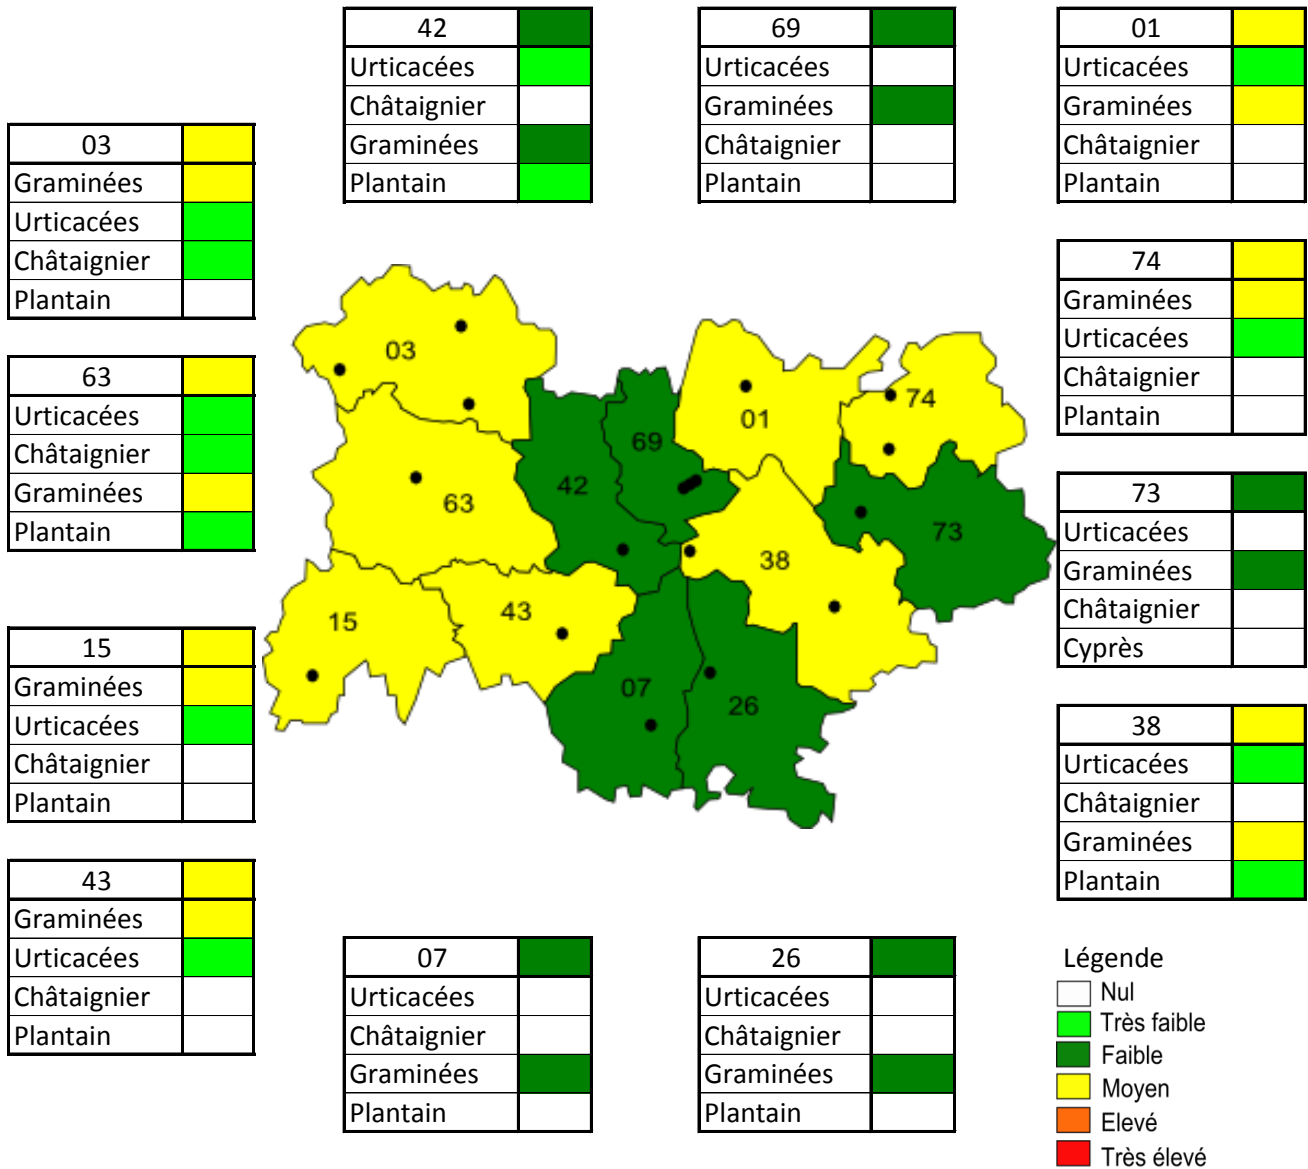 42
Urticacées
Châtaignier
Graminées
Plantain
69
Urticacées
Graminées
Châtaignier
Plantain
01
Urticacées
Graminées
Châtaignier
Plantain
03
Graminées
Urticacées
Châtaignier
Plantain
74
Graminées
Urticacées
Châtaignier
Plantain
63
Urticacées
Châtaignier
Graminées
Plantain
03
74
01
69
42
63
73
38
43
15
07
26
73
Urticacées
Graminées
Châtaignier
Cyprès
15
Graminées
Urticacées
Châtaignier
Plantain
38
Urticacées
Châtaignier
Graminées
Plantain
43
Graminées
Urticacées
Châtaignier
Plantain
07
Urticacées
Châtaignier
Graminées
Plantain
26
Urticacées
Châtaignier
Graminées
Plantain
Légende
Nul
Très faible
Faible
Moyen
Elevé
Très élevé